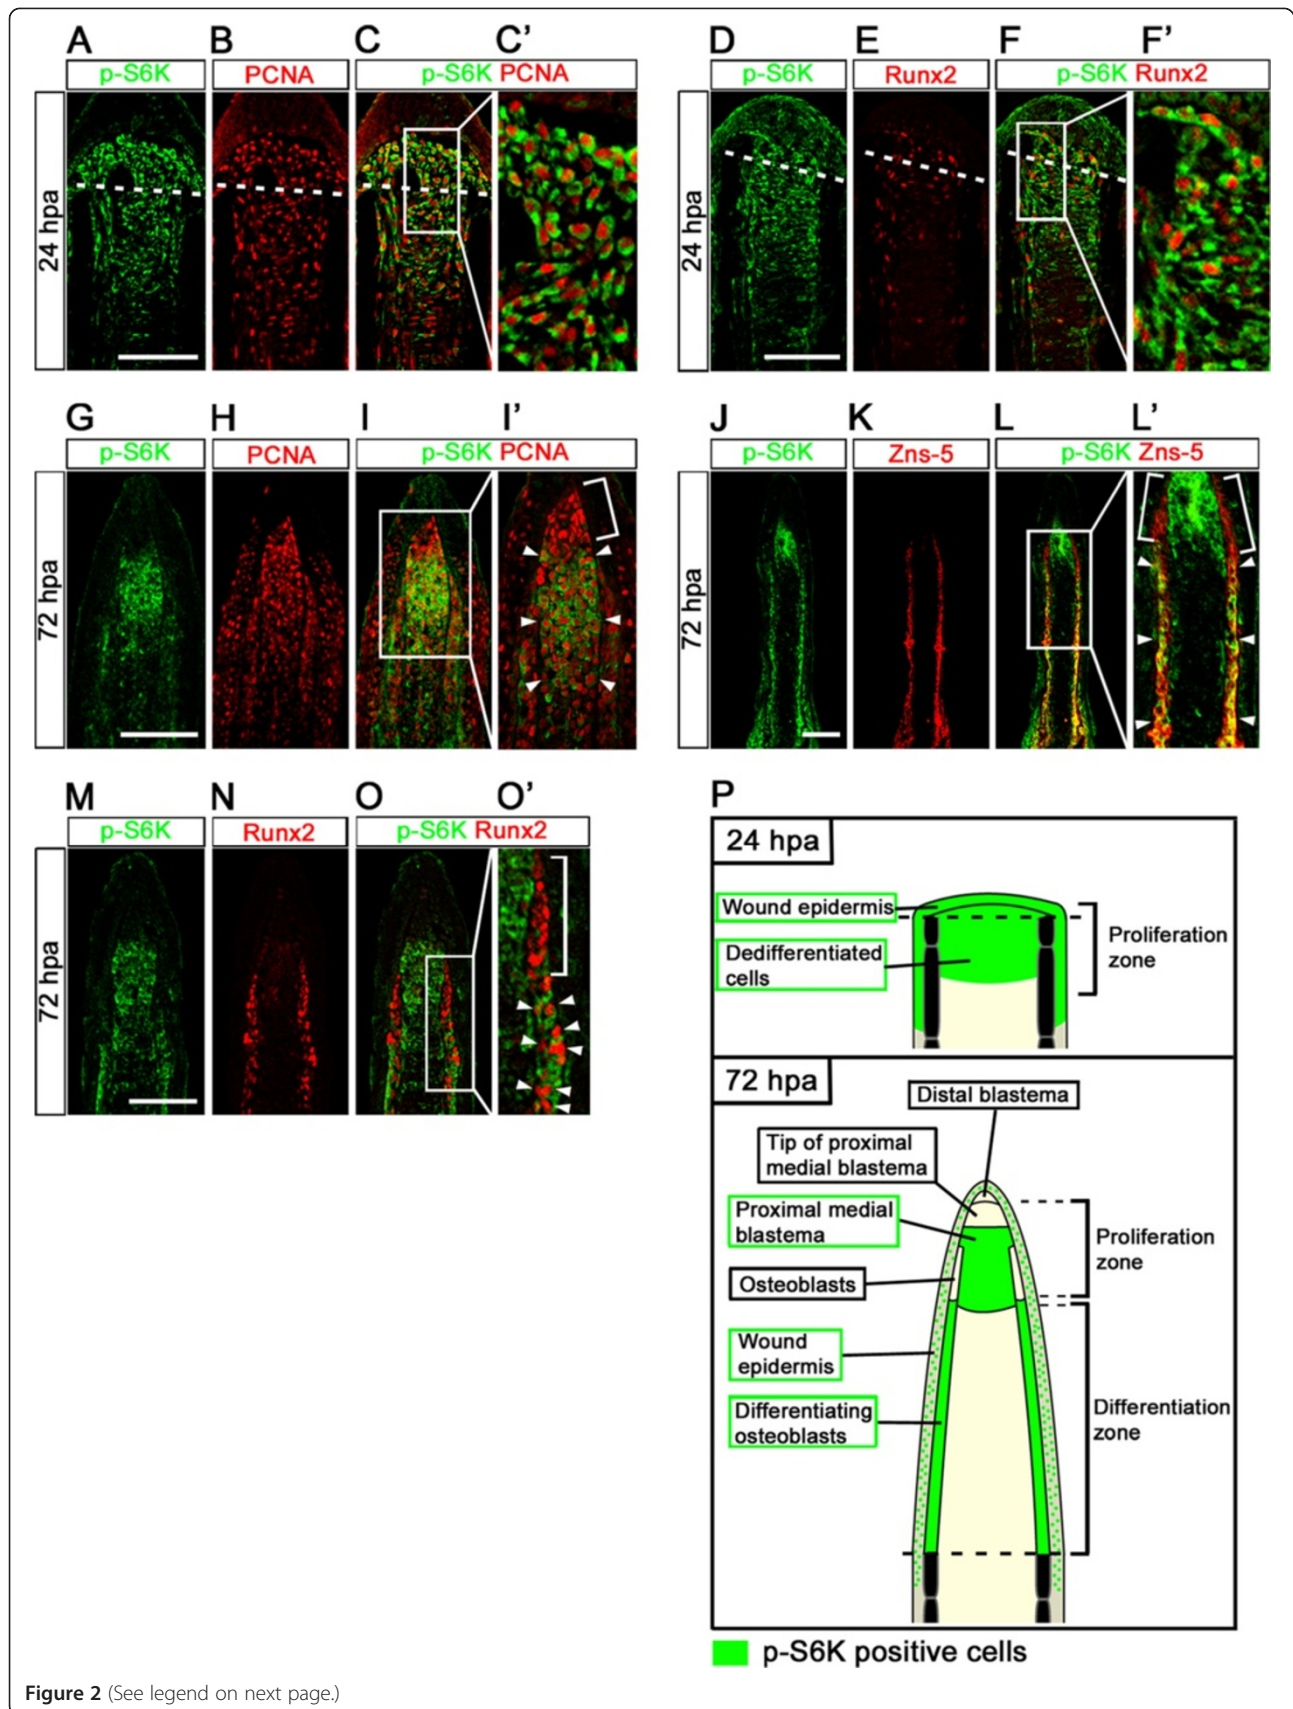 A B C C’
p-S6K PCNA p-S6K PCNA
24 hpa
D E F F’
p-S6K Runx2 p-S6K Runx2
24 hpa
G H I I’
p-S6K PCNA p-S6K PCNA
72 hpa
J K L L’
p-S6K Zns-5 p-S6K Zns-5
72 hpa
M N O O’
p-S6K Runx2 p-S6K Runx2
72 hpa
P
24 hpa
Wound epidermis
Dedifferentiated
cells
Proliferation
zone
72 hpa
Distal blastema
Tip of proximal
medial blastema
Proximal medial
blastema
Osteoblasts
Wound
epidermis
Differentiating
osteoblasts
Proliferation
zone
Differentiation
zone
p-S6K positive cells
Figure 2 (See legend on next page.)